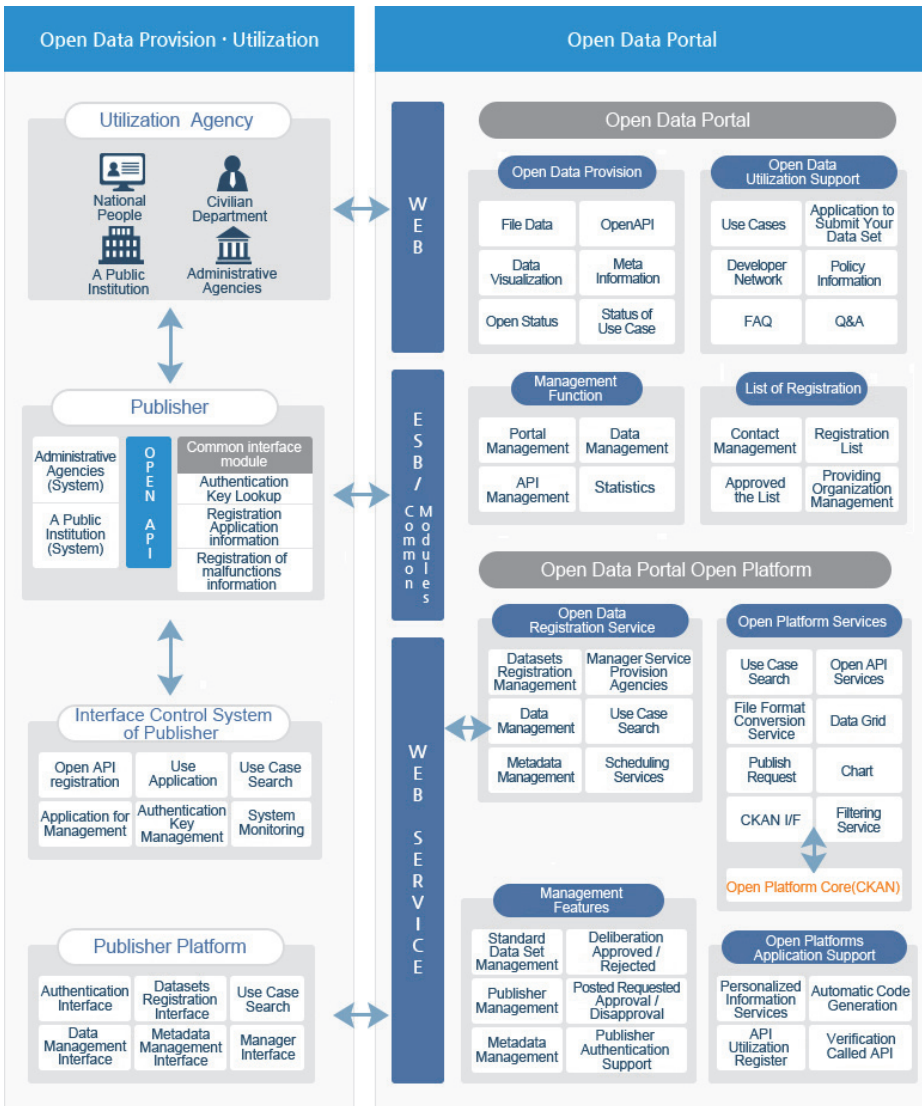 Open Data Provision · Utilization
Utilization Agency
National
People
Civilian
Department
A Public
Institution
Administrative
Agencies
Publisher
Administrative
Agencies
(System)
A Public
Institution
(System)
OPEN API
Common interface
module
Authentication
Key Lookup
Registration
Application
information
Registration of
malfunctions
information
Interface Control System
of Publisher
Open API
registration
Use
Application
Use Case
Search
Application for
Management
Authentication
Key
Management
System
Monitoring
Publisher Platform
Authentication
Interface
Datasets
Registration
Interface
Use Case
Search
Data
Management
Interface
Metadata
Management
Interface
Manager
Interface
Open Data Portal
WEB
ESB/
Common
Modules
WEB SERVICE
Open Data Portal
Open Data Provision
File Data
OpenAPI
Data
Visualization
Meta
Information
Open Status
Status of
Use Case
Open Data
Utilization Support
Use Cases
Application to
Submit Your
Data Set
Developer
Network
Policy
Information
FAQ
Q&A
Management
Function
Portal
Management
Data
Management
API
Management
Statistics
List of Registration
Contact
Management
Registration
List
Approved
the List
Providing
Organization
Management
Open Data Portal Open Platform
Open Data
Registration Service
Datasets
Registration
Management
Manager Service
Provision
Agencies
Data
Management
Use Case
Search
Metadata
Management
Scheduling
Services
Open Platform Services
Use Case
Search
Open API
Services
File Format
Conversion
Service
Data Grid
Publish
Request
Chart
CKAN I/F
Filtering
Service
Open Platform Core(CKAN)
Management
Features
Standard
Data Set
Management
Deliberation
Approved /
Rejected
Publisher
Management
Posted Requested
Approval /
Disapproval
Metadata
Management
Publisher
Authentication
Support
Open Platforms
Application Support
Personalized
Information
Services
Automatic Code
Generation
API
Utilization
Register
Verification
Called API